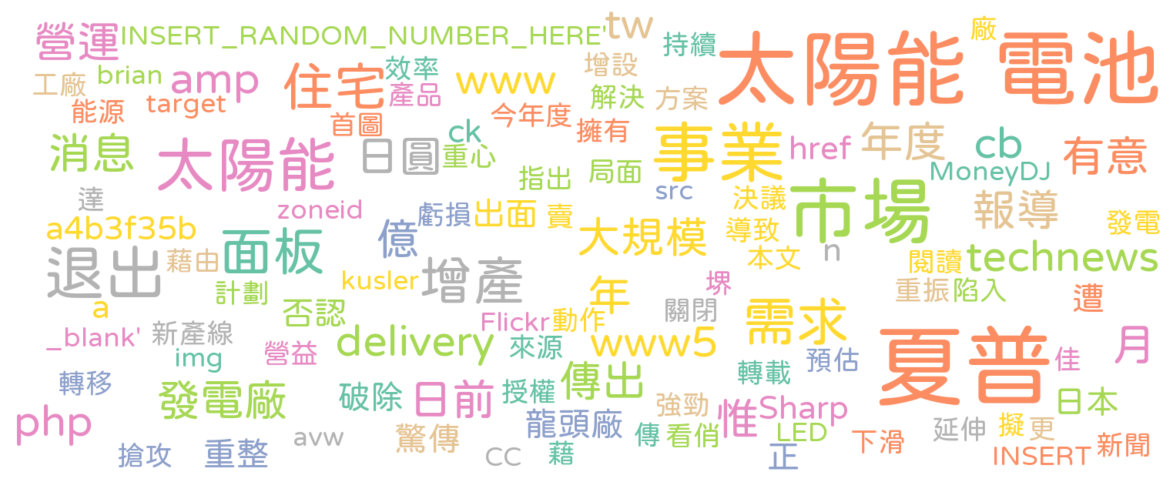 營運 INSERT_RANDOM_NUMBER_HERE' tw 持續 太陽能 電池 廠
工廠 brian amp 住宅 效率 www 增設
能源 target 產品 解決 方案
首圖 ck 今年度 擁有 事業 href 年度 cb 有意
消息 太陽能 日圓 重心 指出 局面 MoneyDJ
達 zoneid 虧損 出面 賣 src 決議 市場 報導
a4b3f35b 面板 億 大規模 導致 n 發電
退出 藉由 kusler 增產 本文 閱讀 technews
a 計劃 否認 年 堺 重振 陷入 遭
_blank' 新產線 Flickr 動作 關閉 需求
img 營益 delivery 來源 www5 預估 夏普 佳 月
轉移 發電廠 破除 日前 授權 傳出 轉載 日本
php 龍頭廠 強勁 惟 Sharp
搶攻 重整 avw 驚傳 傳 看俏 LED 下滑 延伸 擬 更 新聞
CC 藉 正 INSERT